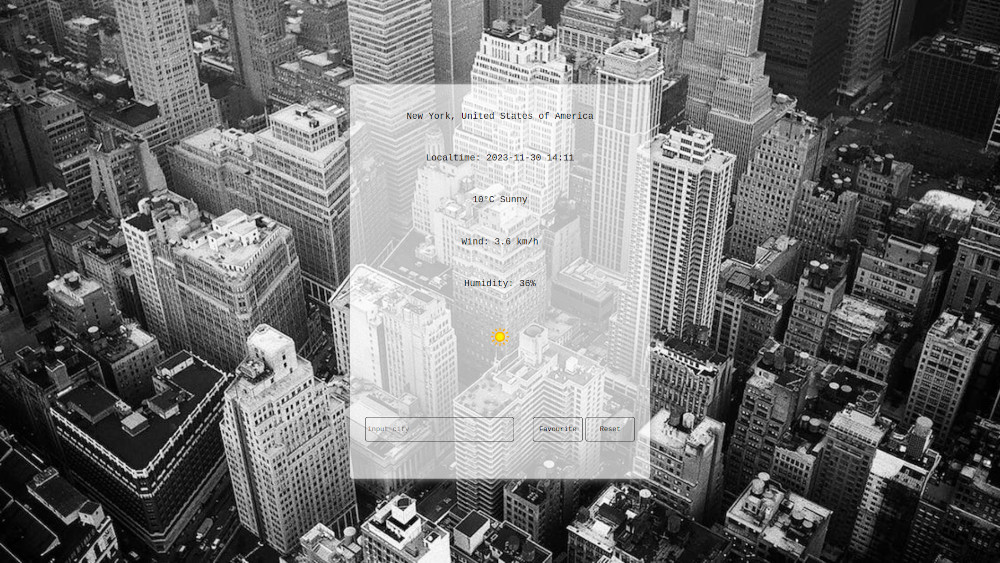 New York, United States of America
Localtime: 2023-11-30 14:11
10°C Sunny
Wind: 3.6 km/h
Humidity: 36%
input city
Favourite
Reset